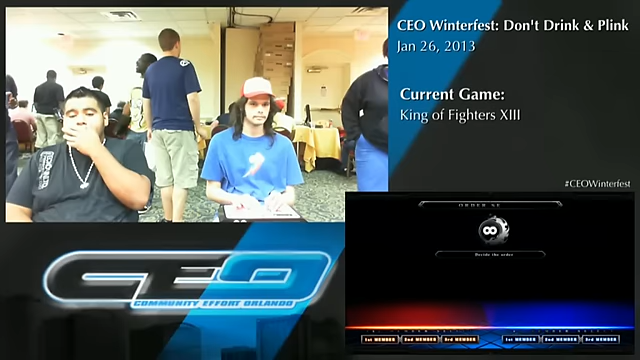 CEO Winterfest: Don't Drink & Plink
Jan 26, 2013
Current Game:
King of Fighters XIII
#CEOWinterfest
CEO
COMMUNITY EFFORT ORLANDO
ORDER SE
Decide the order
1st MEMBER 2nd MEMBER 3rd MEMBER 1st MEMBER 2nd MEMBER 3rd MEMBER